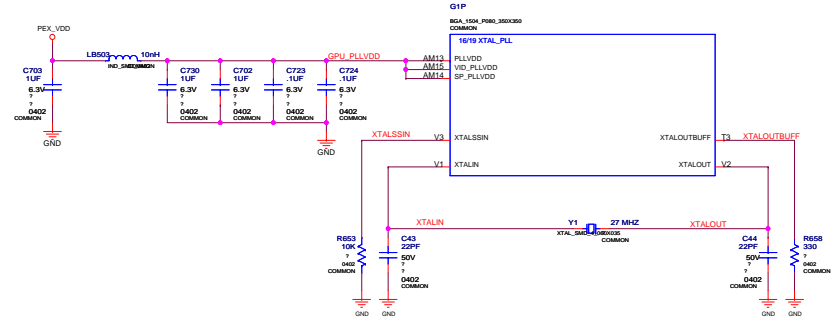 G1P
BGA_1504_P080_350X350
COMMON
16/19 XTAL_PLL
PEX_VDD
LB503
10nH
GPU_PLLVDD
AM13
PLLVDD
AM15
VID_PLLVDD
AM14
SP_PLLVDD
C703
1UF
6.3V
?
?
0402
COMMON
GND
C730
1UF
6.3V
?
?
0402
COMMON
C702
1UF
6.3V
?
?
0402
COMMON
C723
.1UF
6.3V
?
?
0402
COMMON
C724
.1UF
6.3V
?
?
0402
COMMON
GND
XTALSSIN
V3
XTALSSIN
XTALOUTBUFF
T3
XTALOUTBUFF
V1
XTALIN
XTALOUT
V2
XTALIN
Y1
27 MHZ
COMMON
XTALOUT
R653
10K
?
?
0402
COMMON
GND
C43
22PF
50V
?
?
0402
COMMON
GND
C44
22PF
50V
?
?
0402
COMMON
GND
R658
330
?
?
0402
COMMON
GND